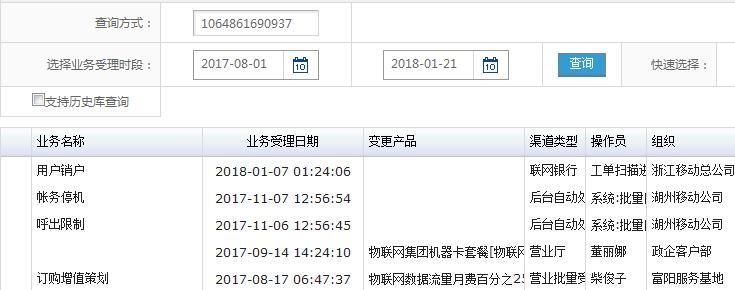 查询方式： 1064861690937
选择业务受理时段： 2017-08-01 10 2018-01-21 10 查询 快速选择：
支持历史库查询
业务名称 业务受理日期 变更产品 渠道类型 操作员 组织
用户销户 2018-01-07 01:24:06 联网银行 工单扫描进 浙江移动总公司
帐务停机 2017-11-07 12:56:54 后台自动处 系统:批量 湖州移动公司
呼出限制 2017-11-06 12:56:45 后台自动处 系统:批量 湖州移动公司
2017-09-14 14:24:10 物联网集团机器卡套餐[物联网 营业厅 董丽娜 政企客户部
订购增值策划 2017-08-17 06:47:37 物联网数据流量月费百分之25 营业批量受 柴俊子 富阳服务基地